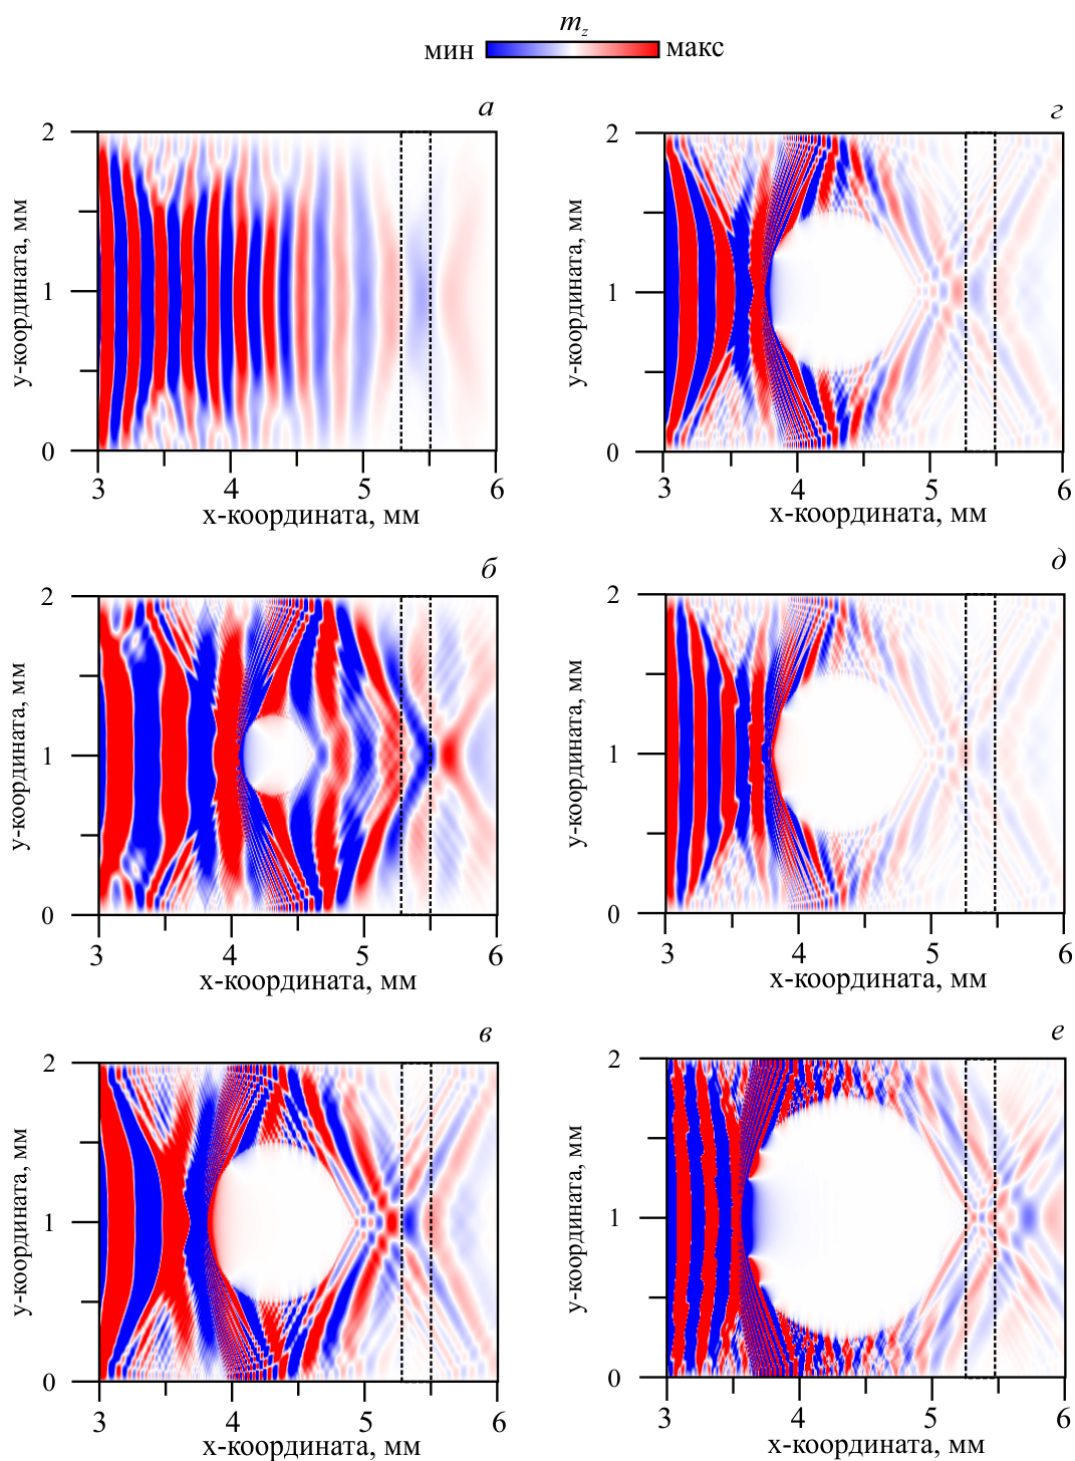 m_z
мин макс
а
2
1
0
3 4 5 6
y-координата, мм
x-координата, мм
г
2
1
0
3 4 5 6
y-координата, мм
x-координата, мм
б
2
1
0
3 4 5 6
y-координата, мм
x-координата, мм
д
2
1
0
3 4 5 6
y-координата, мм
x-координата, мм
в
2
1
0
3 4 5 6
y-координата, мм
x-координата, мм
е
2
1
0
3 4 5 6
y-координата, мм
x-координата, мм